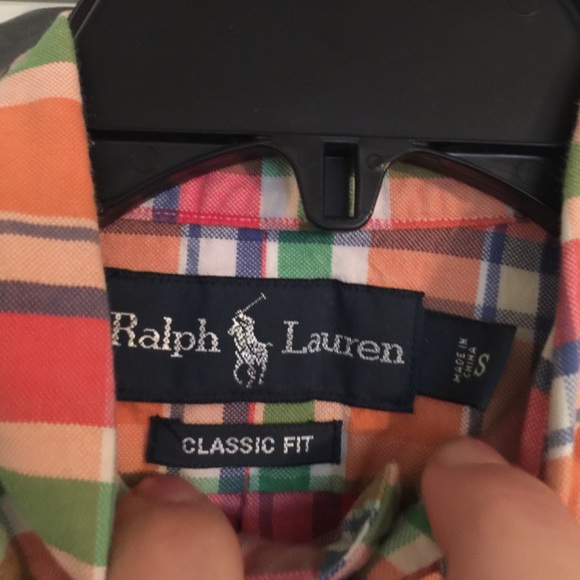 Ralph Lauren
MADE IN
CHINA
S
CLASSIC FIT